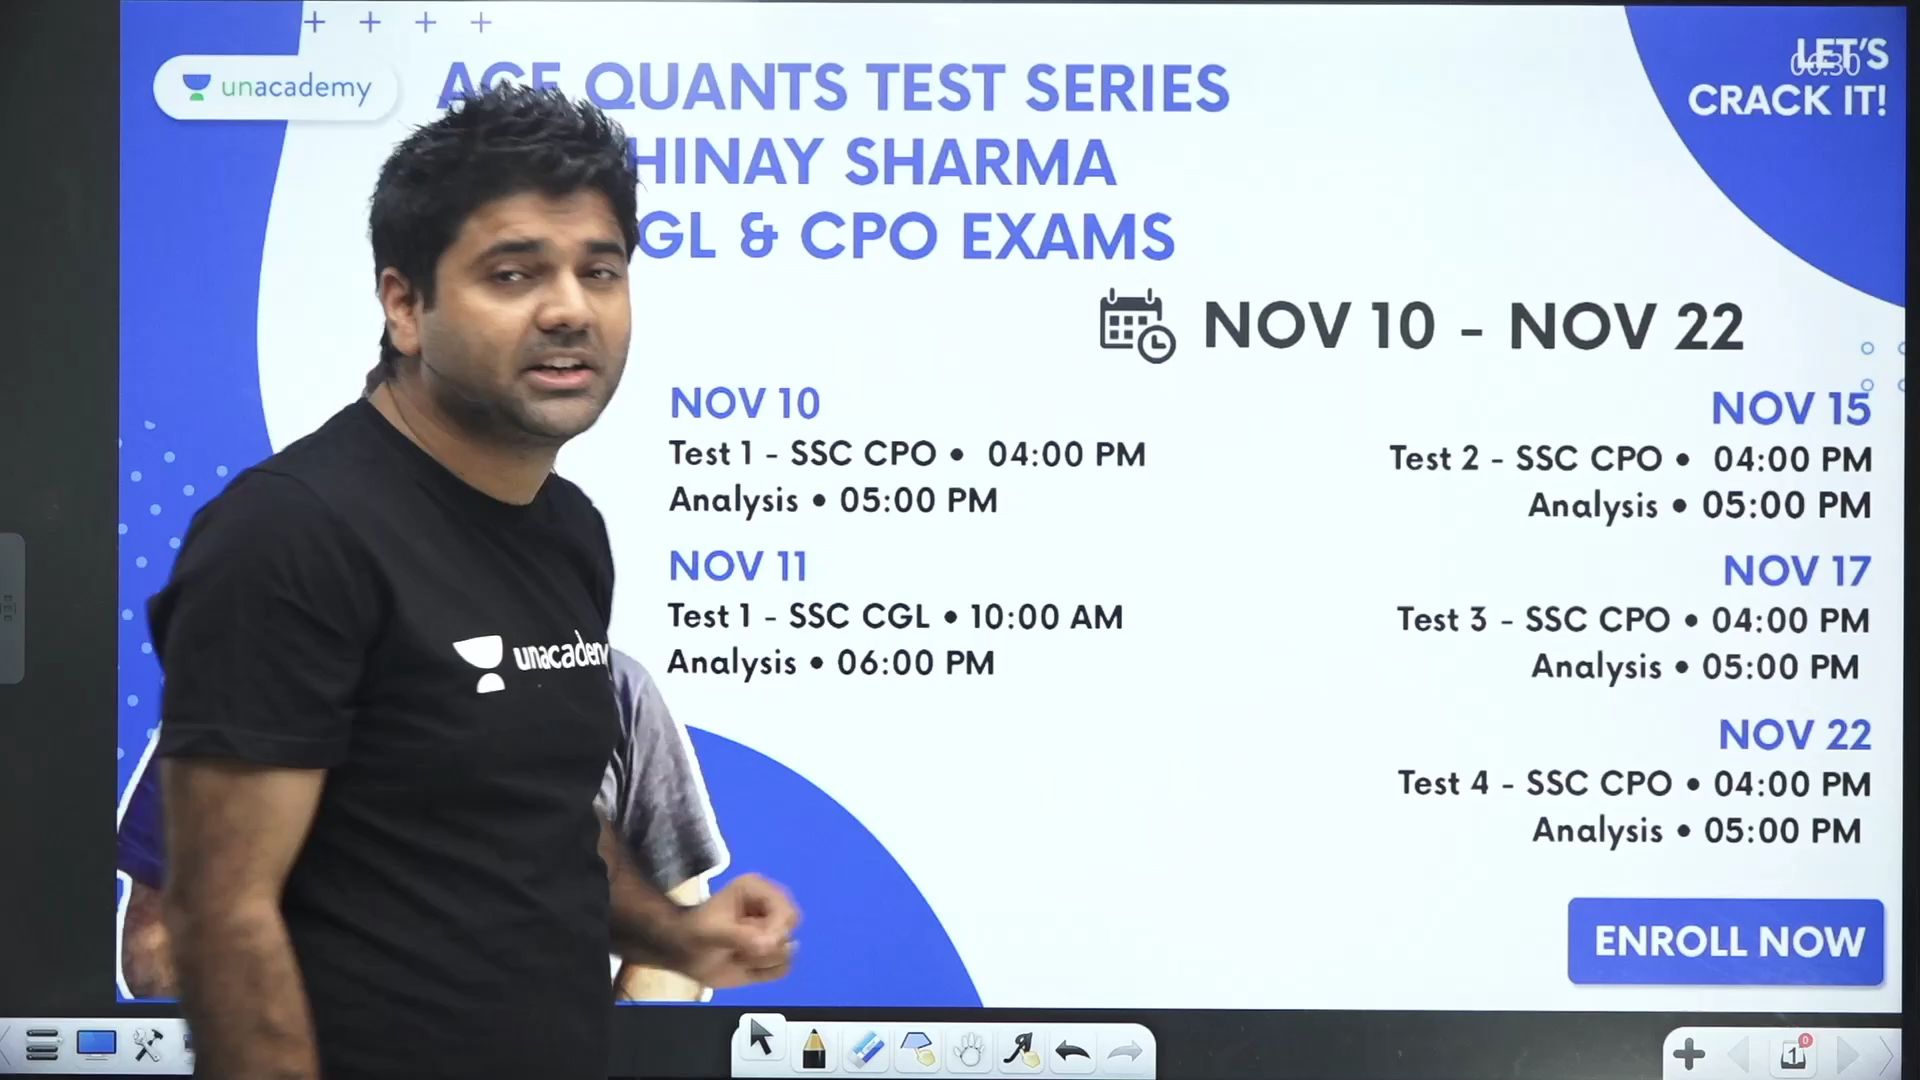 unacademy
QUANTS TEST SERIES
SHARMA
& CPO EXAMS
LET'S
CRACK IT!
06:30
NOV 10 - NOV 22
NOV 10
Test 1 - SSC CPO • 04:00 PM
Analysis • 05:00 PM
NOV 11
Test 1 - SSC CGL • 10:00 AM
Analysis • 06:00 PM
NOV 15
Test 2 - SSC CPO • 04:00 PM
Analysis • 05:00 PM
NOV 17
Test 3 - SSC CPO • 04:00 PM
Analysis • 05:00 PM
NOV 22
Test 4 - SSC CPO • 04:00 PM
Analysis • 05:00 PM
ENROLL NOW
1
0